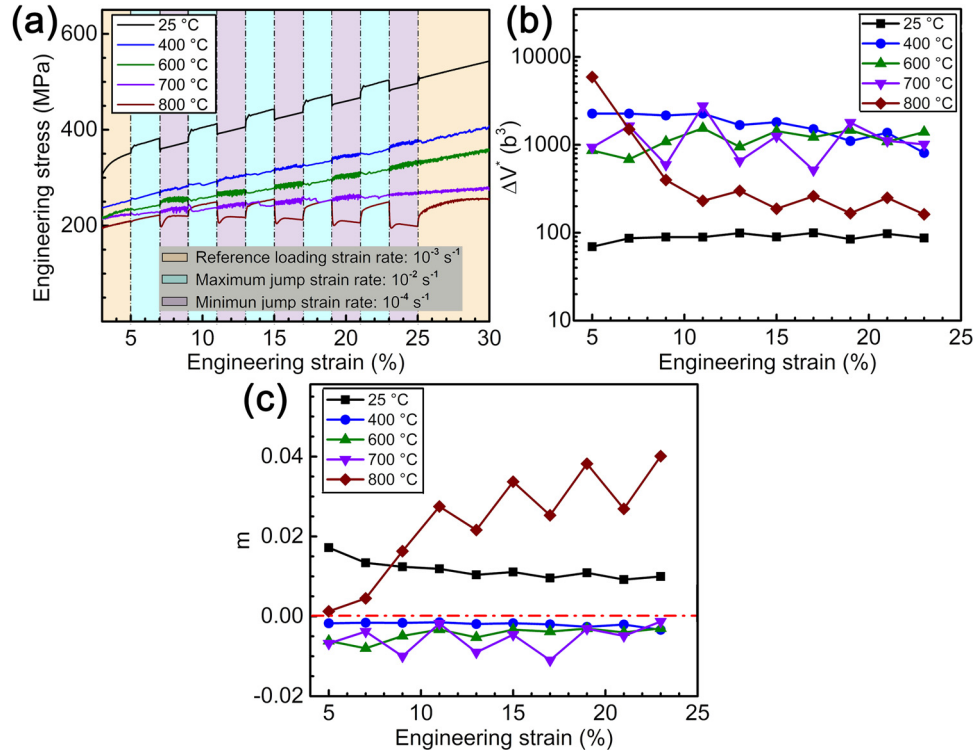 (a)
650
400
200
0
Engineering stress (MPa)
25 °C
400 °C
600 °C
700 °C
800 °C
Reference loading strain rate: 10⁻³ s⁻¹
Maximum jump strain rate: 10⁻² s⁻¹
Minimun jump strain rate: 10⁻⁴ s⁻¹
5 10 15 20 25 30
Engineering strain (%)
(b)
10000
1000
100
10
ΔV* (b³)
25 °C
400 °C
600 °C
700 °C
800 °C
5 10 15 20 25
Engineering strain (%)
(c)
0.04
0.02
0.00
-0.02
m
25 °C
400 °C
600 °C
700 °C
800 °C
5 10 15 20 25
Engineering strain (%)